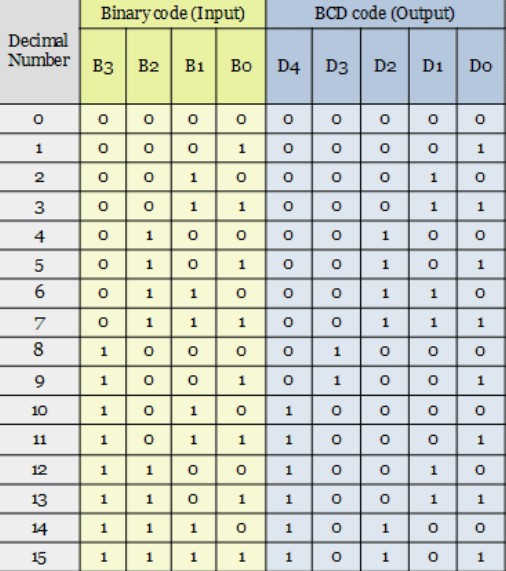 Binary code (Input) BCD code (Output)
Decimal Number B3 B2 B1 B0 D4 D3 D2 D1 D0
0 0 0 0 0 0 0 0 0 0
1 0 0 0 1 0 0 0 0 1
2 0 0 1 0 0 0 0 1 0
3 0 0 1 1 0 0 0 1 1
4 0 1 0 0 0 0 1 0 0
5 0 1 0 1 0 0 1 0 1
6 0 1 1 0 0 0 1 1 0
7 0 1 1 1 0 0 1 1 1
8 1 0 0 0 0 1 0 0 0
9 1 0 0 1 0 1 0 0 1
10 1 0 1 0 1 0 0 0 0
11 1 0 1 1 1 0 0 0 1
12 1 1 0 0 1 0 0 1 0
13 1 1 0 1 1 0 0 1 1
14 1 1 1 0 1 0 1 0 0
15 1 1 1 1 1 0 1 0 1